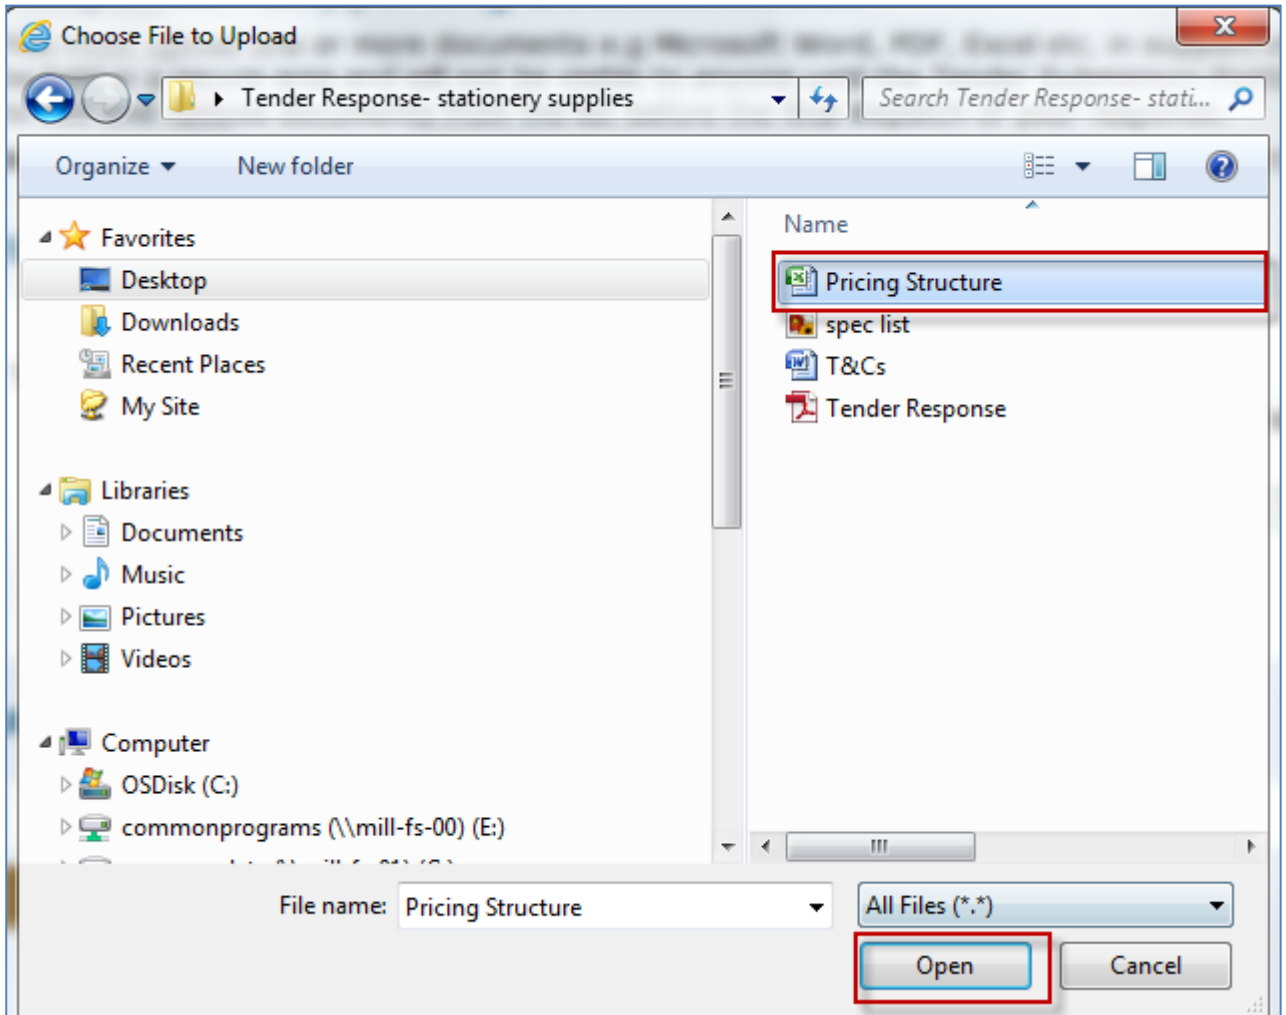 Choose File to Upload
Tender Response- stationery supplies
Search Tender Response- stati...
Organize
New folder
Name
Favorites
Desktop
Downloads
Recent Places
My Site
Libraries
Documents
Music
Pictures
Videos
Computer
OSDisk (C:)
commonprograms (\\mill-fs-00) (E:)
Pricing Structure
spec list
T&Cs
Tender Response
File name: Pricing Structure
All Files (*.*)
Open
Cancel